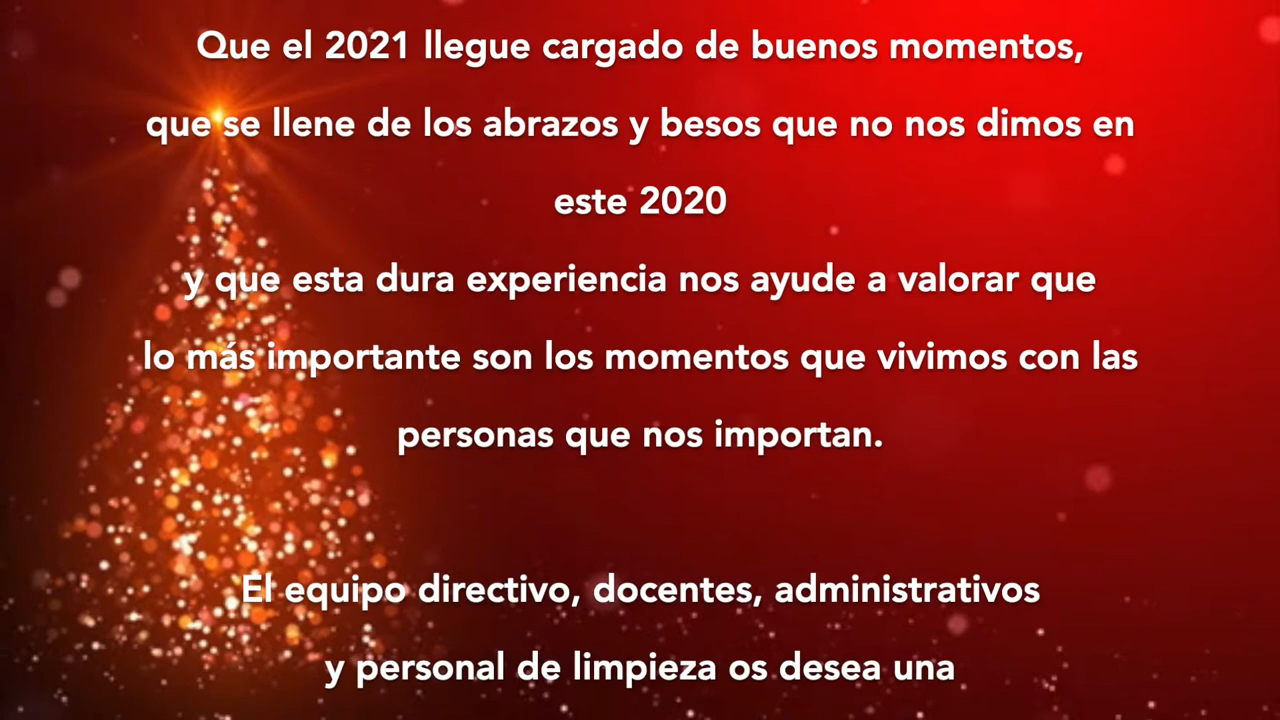 Que el 2021 llegue cargado de buenos momentos,
que se llene de los abrazos y besos que no nos dimos en
este 2020
y que esta dura experiencia nos ayude a valorar que
lo más importante son los momentos que vivimos con las
personas que nos importan.
El equipo directivo, docentes, administrativos
y personal de limpieza os desea una